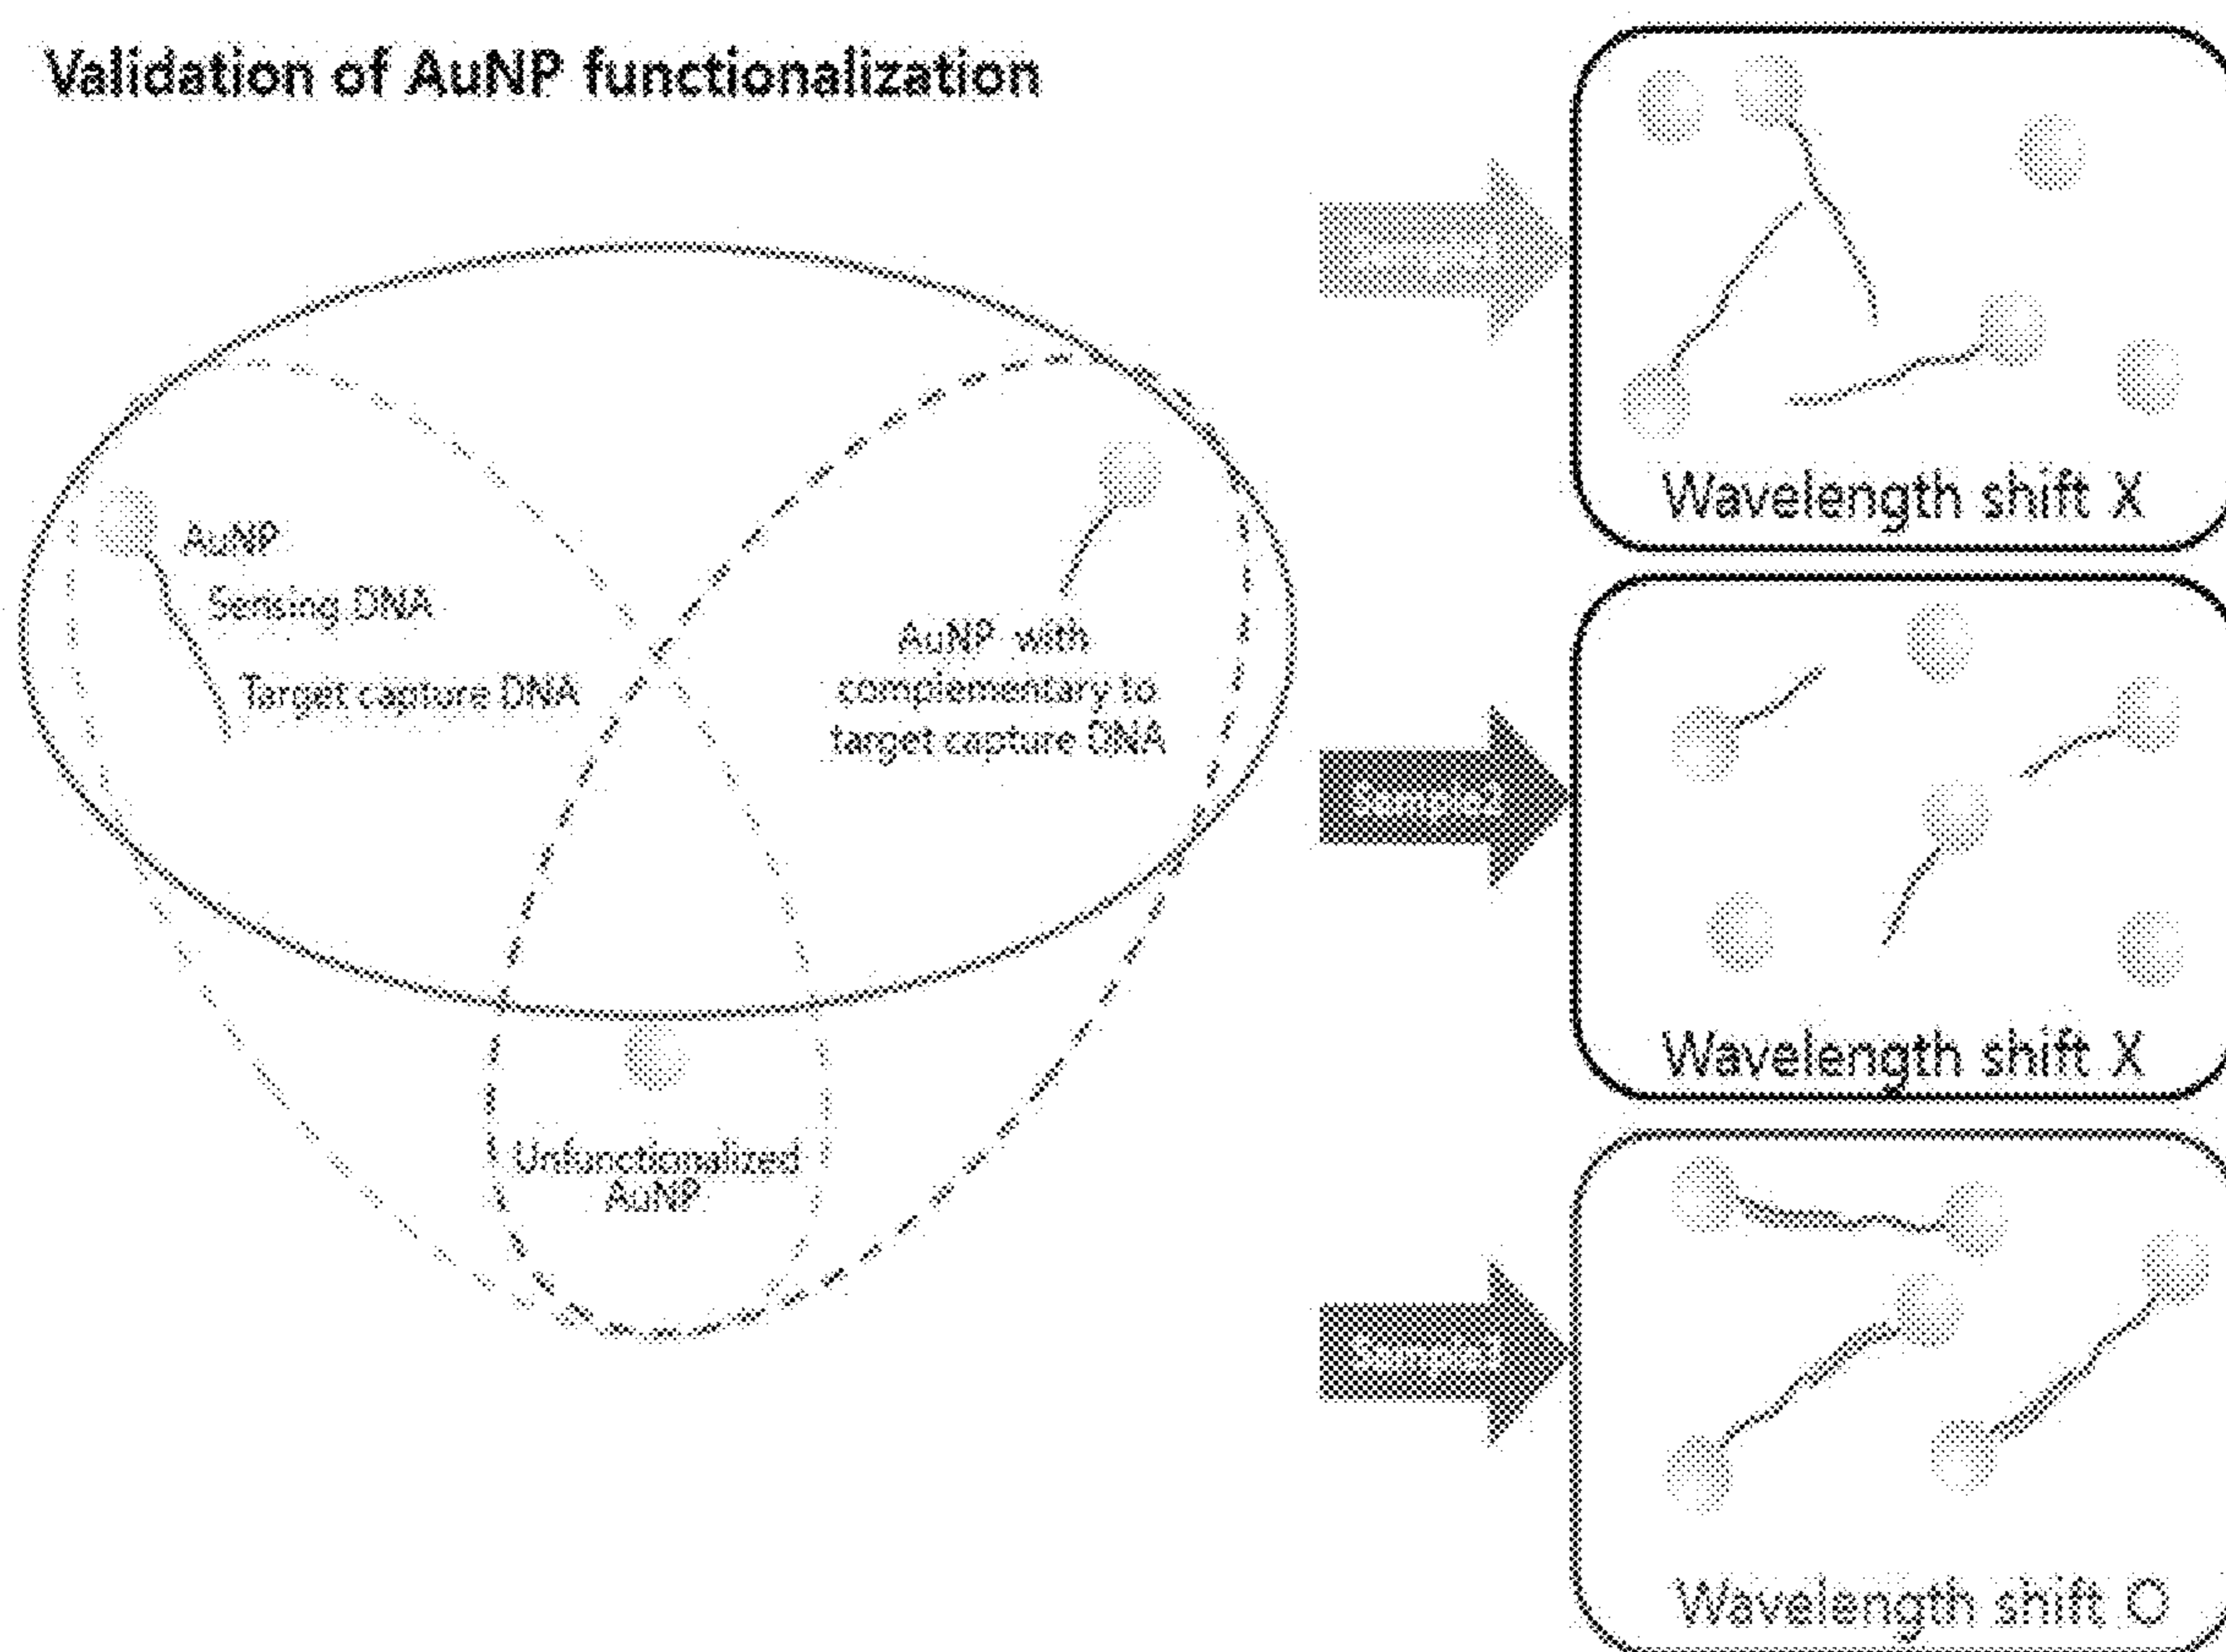 Validation of AuNP functionalization
AuNP
Sensing DNA
Target capture DNA
AuNP with
complementary to
target capture DNA
Unfunctionalized
AuNP
Wavelength shift X
Wavelength shift X
Wavelength shift O